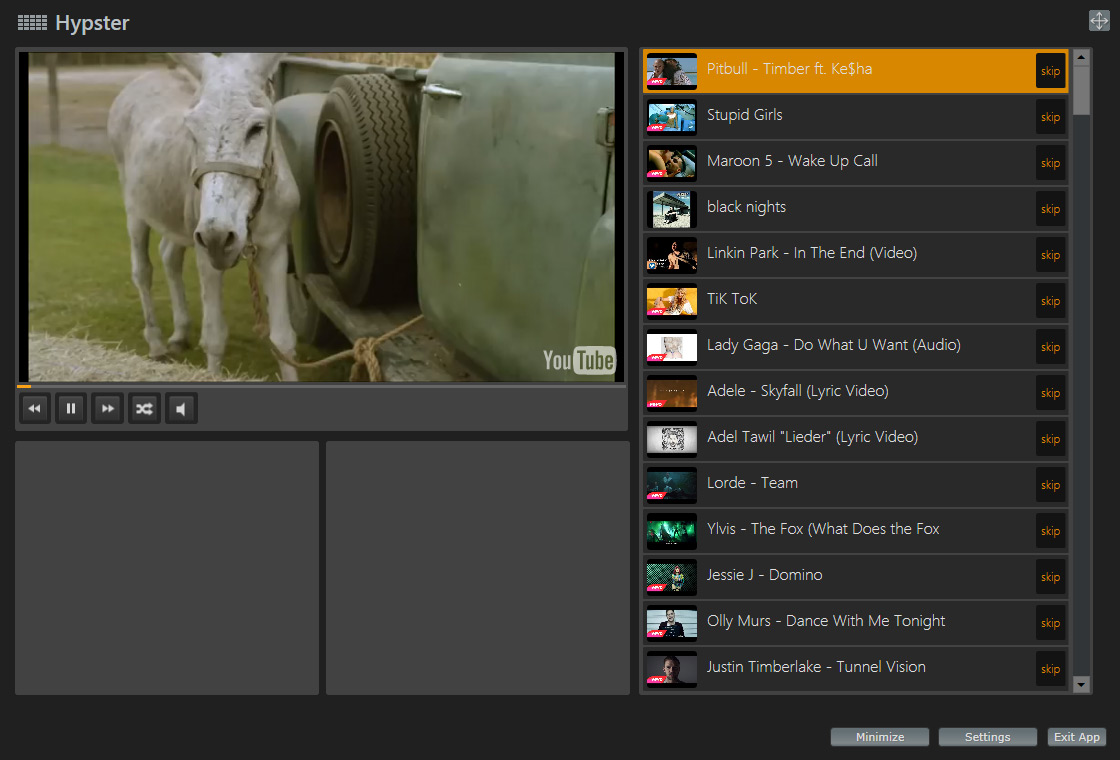 Hypster
YouTube
Pitbull - Timber ft. Ke$ha
skip
Stupid Girls
skip
Maroon 5 - Wake Up Call
skip
black nights
skip
Linkin Park - In The End (Video)
skip
TiK ToK
skip
Lady Gaga - Do What U Want (Audio)
skip
Adele - Skyfall (Lyric Video)
skip
Adel Tawil "Lieder" (Lyric Video)
skip
Lorde - Team
skip
Ylvis - The Fox (What Does the Fox
skip
Jessie J - Domino
skip
Olly Murs - Dance With Me Tonight
skip
Justin Timberlake - Tunnel Vision
skip
Minimize
Settings
Exit App